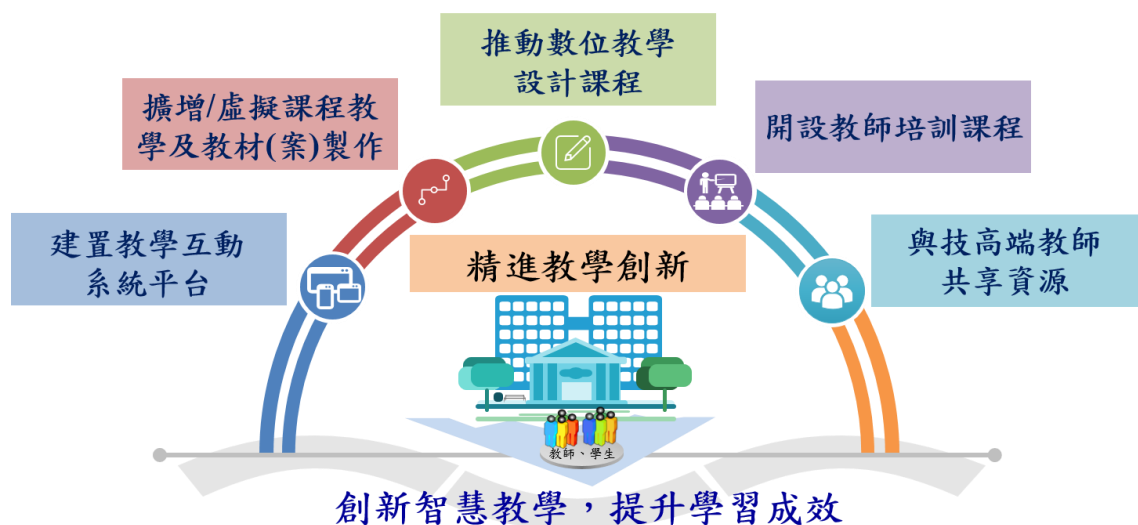 推動數位教學
設計課程
擴增/虛擬課程教
學及教材(案)製作
開設教師培訓課程
建置教學互動
系統平台
精進教學創新
與技高端教師
共享資源
教師、學生
創新智慧教學，提升學習成效